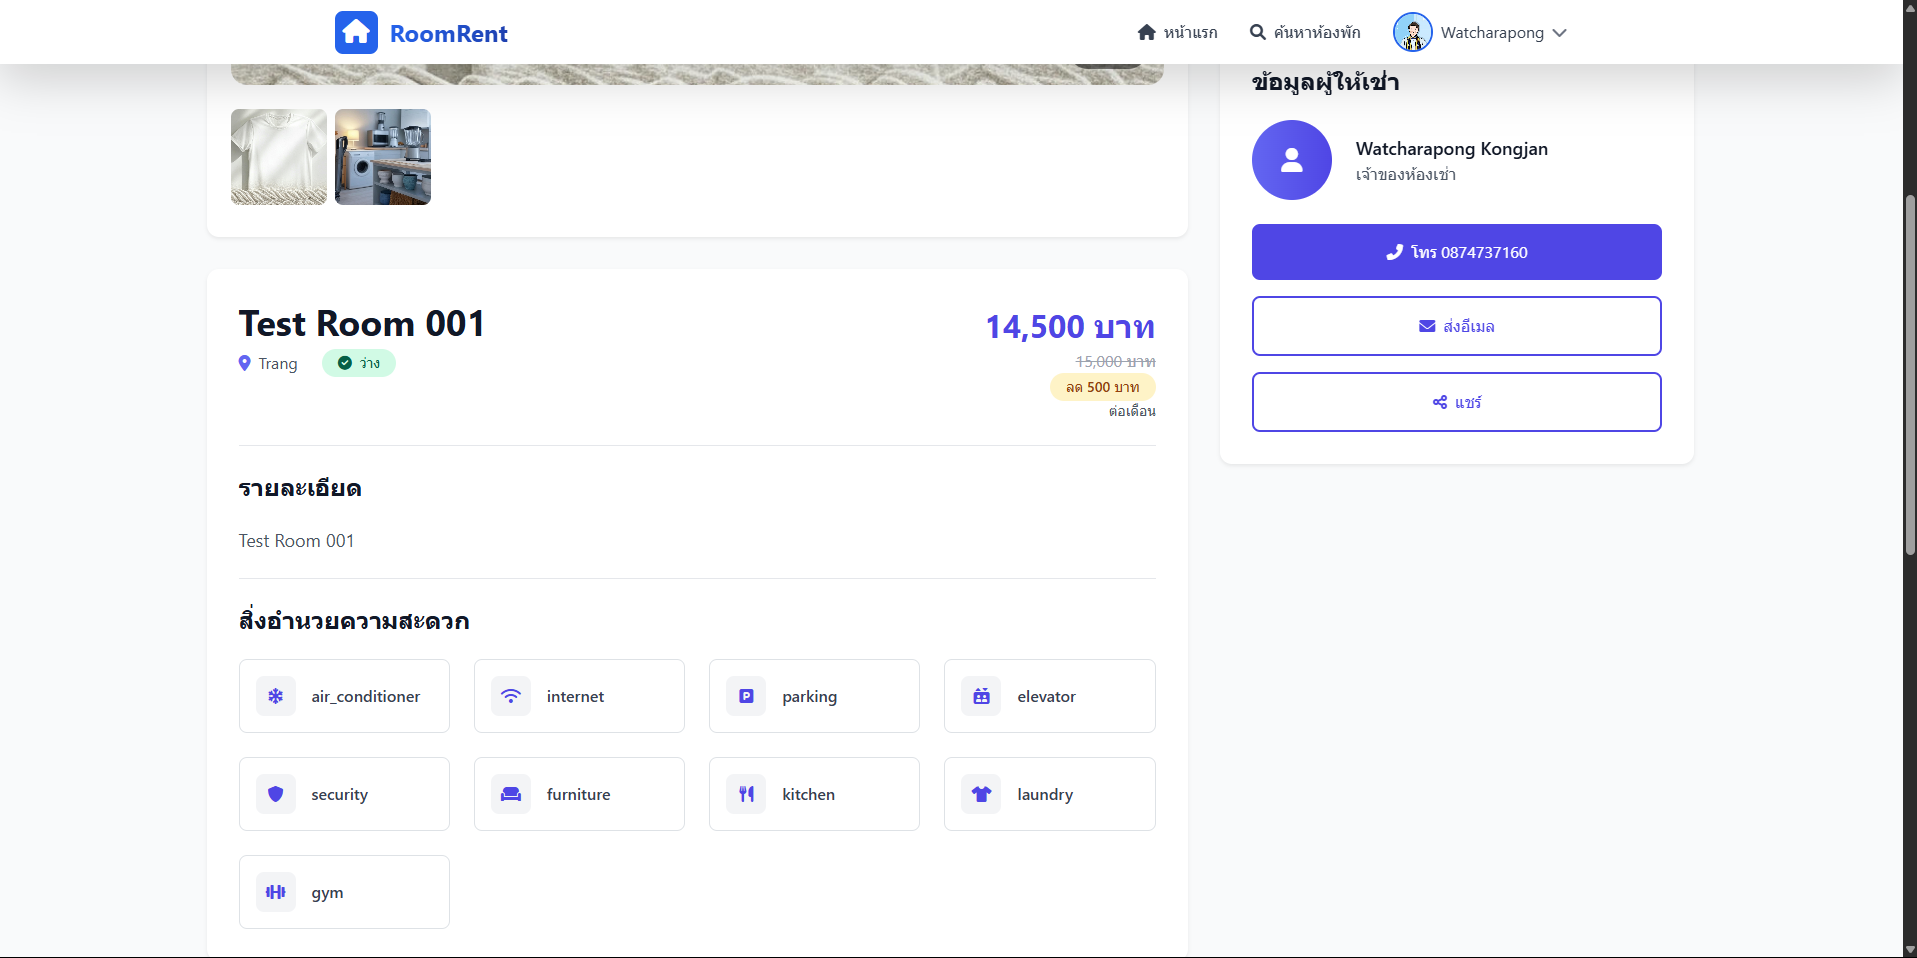 RoomRent
หน้าแรก
ค้นหาห้องพัก
Watcharapong
ข้อมูลผู้ให้เช่า
Watcharapong Kongjan
เจ้าของห้องเช่า
โทร 0874737160
ส่งอีเมล
แชร์
Test Room 001
Trang
ว่าง
14,500 บาท
15,000 บาท
ลด 500 บาท
ต่อเดือน
รายละเอียด
Test Room 001
สิ่งอำนวยความสะดวก
air_conditioner
internet
parking
elevator
security
furniture
kitchen
laundry
gym